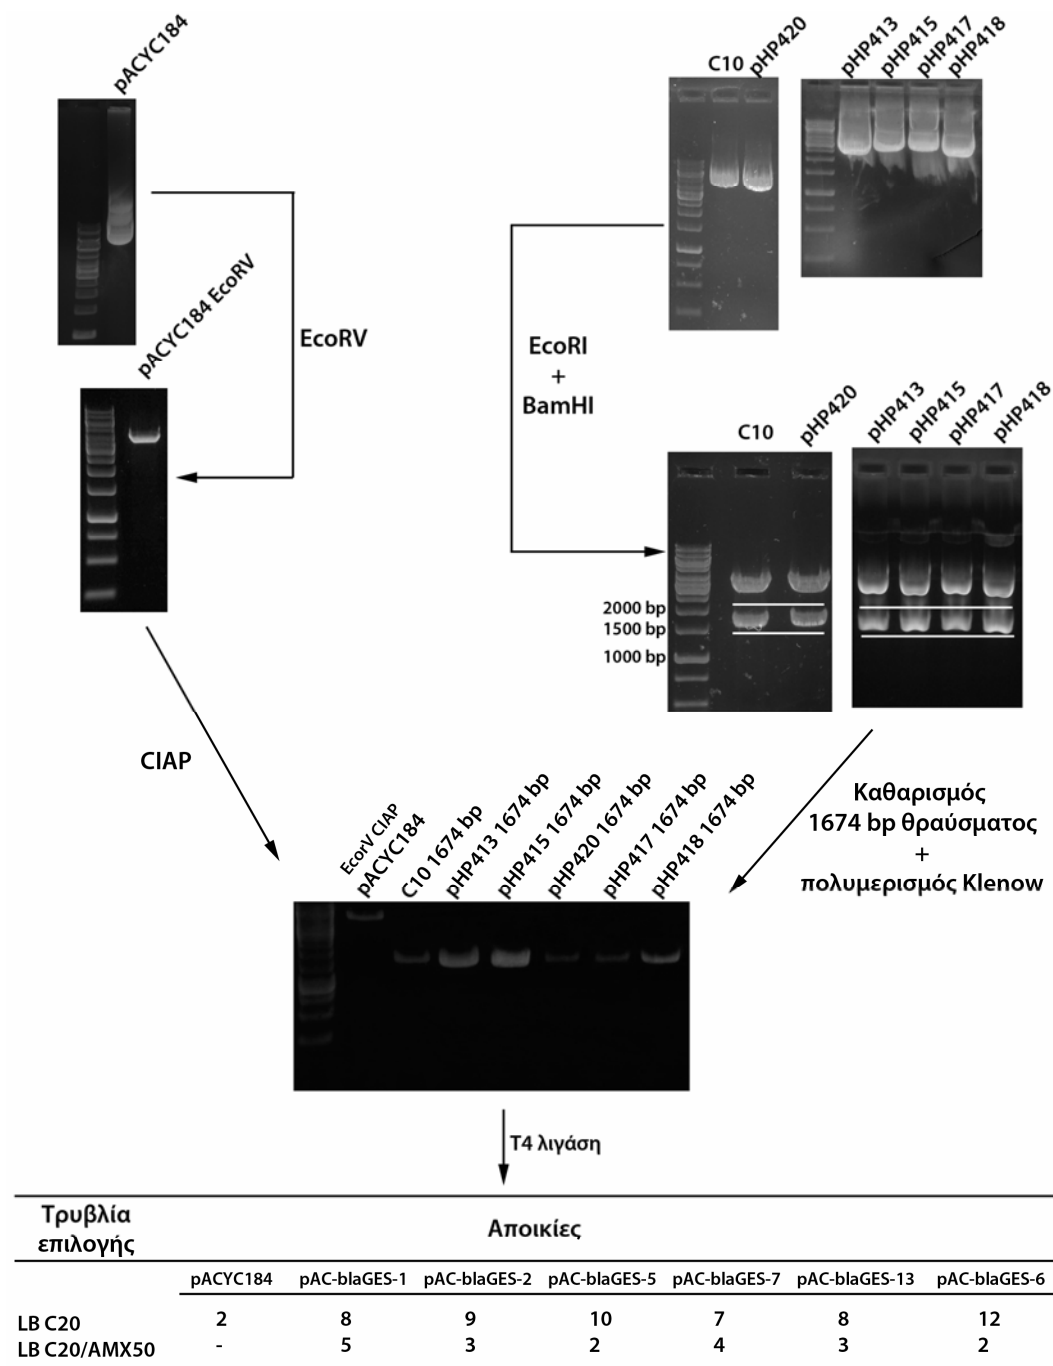 pACYC184
C10
pHP420
pHP413
pHP415
pHP417
pHP418
EcoRV
pACYC184 EcoRV
EcoRI
+
BamHI
C10
pHP420
pHP413
pHP415
pHP417
pHP418
2000 bp
1500 bp
1000 bp
CIAP
EcorV CIAP
pACYC184
C10 1674 bp
pHP413 1674 bp
pHP415 1674 bp
pHP420 1674 bp
pHP417 1674 bp
pHP418 1674 bp
Καθαρισμός
1674 bp θραύσματος
+
πολυμερισμός Klenow
T4 λιγάση
Τρυβλία
επιλογής
Αποικίες
pACYC184 pAC-blaGES-1 pAC-blaGES-2 pAC-blaGES-5 pAC-blaGES-7 pAC-blaGES-13 pAC-blaGES-6
LB C20 2 8 9 10 7 8 12
LB C20/AMX50 - 5 3 2 4 3 2